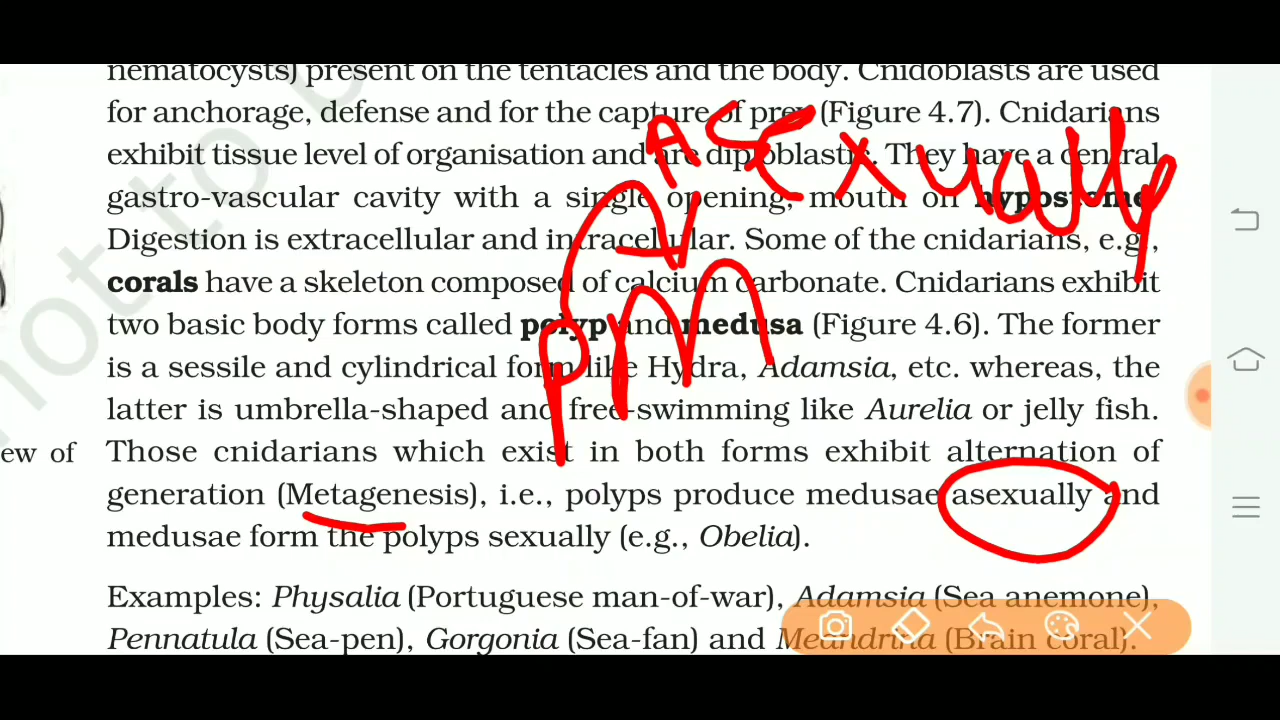 nematocysts) present on the tentacles and the body. Cnidoblasts are used
for anchorage, defense and for the capture of prey (Figure 4.7). Cnidarians
exhibit tissue level of organisation and are diploblastic. They have a central
gastro-vascular cavity with a single opening, mouth on hypostome
Digestion is extracellular and intracellular. Some of the cnidarians, e.g.,
corals have a skeleton composed of calcium carbonate. Cnidarians exhibit
two basic body forms called polyp and medusa (Figure 4.6). The former
is a sessile and cylindrical form like Hydra, Adamsia, etc. whereas, the
latter is umbrella-shaped and free-swimming like Aurelia or jelly fish.
ew of Those cnidarians which exist in both forms exhibit alternation of
generation (Metagenesis), i.e., polyps produce medusae asexually and
medusae form the polyps sexually (e.g., Obelia).
Examples: Physalia (Portuguese man-of-war), Adamsia (Sea anemone),
Pennatula (Sea-pen), Gorgonia (Sea-fan) and Meandrina (Brain coral).
Asexually
P M
not to